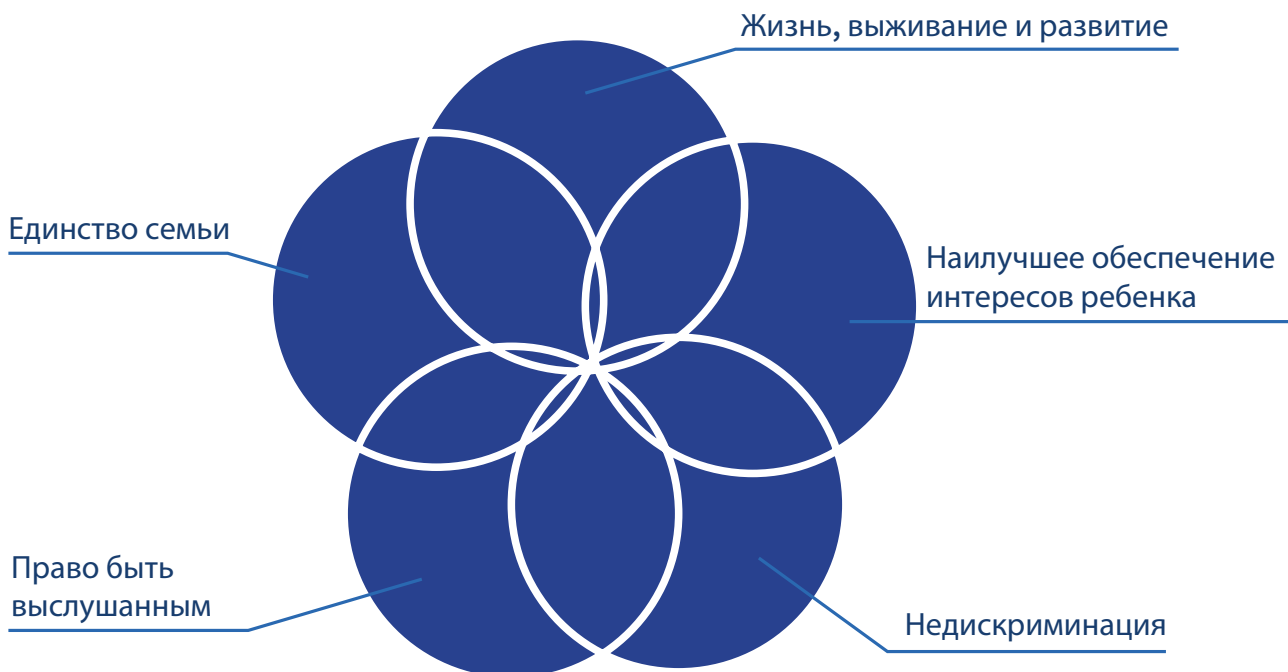 Жизнь, выживание и развитие
Единство семьи
Наилучшее обеспечение
интересов ребенка
Право быть
выслушанным
Недискриминация